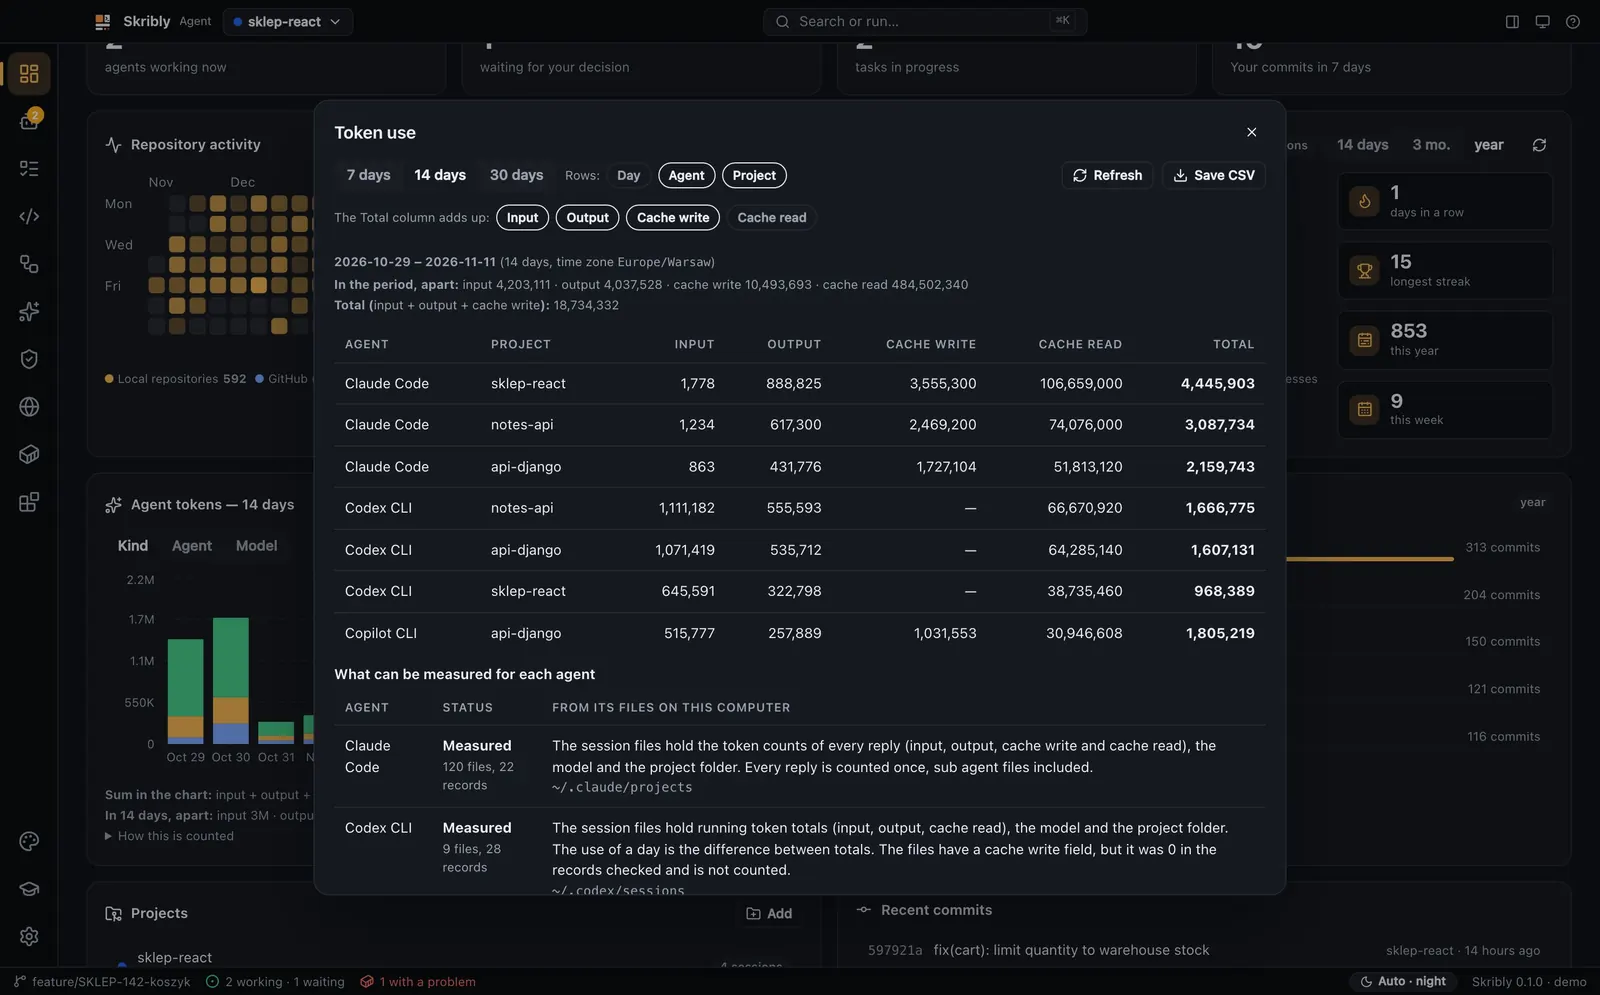 Skribly Agent sklep-react
Search or run... ⌘K
agents working now
waiting for your decision
tasks in progress
Your commits in 7 days
2
Repository activity
Nov Dec
Mon
Wed
Fri
Local repositories 592 GitHub
14 days 3 mo. year
1
days in a row
15
longest streak
853
this year
9
this week
Token use
7 days 14 days 30 days Rows: Day Agent Project
Refresh Save CSV
The Total column adds up: Input Output Cache write Cache read
2026-10-29 – 2026-11-11 (14 days, time zone Europe/Warsaw)
In the period, apart: input 4,203,111 · output 4,037,528 · cache write 10,493,693 · cache read 484,502,340
Total (input + output + cache write): 18,734,332
AGENT PROJECT INPUT OUTPUT CACHE WRITE CACHE READ TOTAL
Claude Code sklep-react 1,778 888,825 3,555,300 106,659,000 4,445,903
Claude Code notes-api 1,234 617,300 2,469,200 74,076,000 3,087,734
Claude Code api-django 863 431,776 1,727,104 51,813,120 2,159,743
Codex CLI notes-api 1,111,182 555,593 — 66,670,920 1,666,775
Codex CLI api-django 1,071,419 535,712 — 64,285,140 1,607,131
Codex CLI sklep-react 645,591 322,798 — 38,735,460 968,389
Copilot CLI api-django 515,777 257,889 1,031,553 30,946,608 1,805,219
What can be measured for each agent
AGENT STATUS FROM ITS FILES ON THIS COMPUTER
Claude Code
Measured
120 files, 22 records
The session files hold the token counts of every reply (input, output, cache write and cache read), the
model and the project folder. Every reply is counted once, sub agent files included.
~/.claude/projects
Codex CLI
Measured
9 files, 28 records
The session files hold running token totals (input, output, cache read), the model and the project folder.
The use of a day is the difference between totals. The files have a cache write field, but it was 0 in the
records checked and is not counted.
~/.codex/sessions
Agent tokens — 14 days
Kind Agent Model
2.2M
1.7M
1.1M
550K
0
Oct 29 Oct 30 Oct 31
Sum in the chart: input + output +
In 14 days, apart: input 3M ·
How this is counted
year
313 commits
204 commits
150 commits
121 commits
116 commits
Projects
Add
sklep-react
Recent commits
597921a fix(cart): limit quantity to warehouse stock sklep-react · 14 hours ago
feature/SKLEP-142-koszyk 2 working · 1 waiting 1 with a problem
Auto · night Skribly 0.1.0 · demo